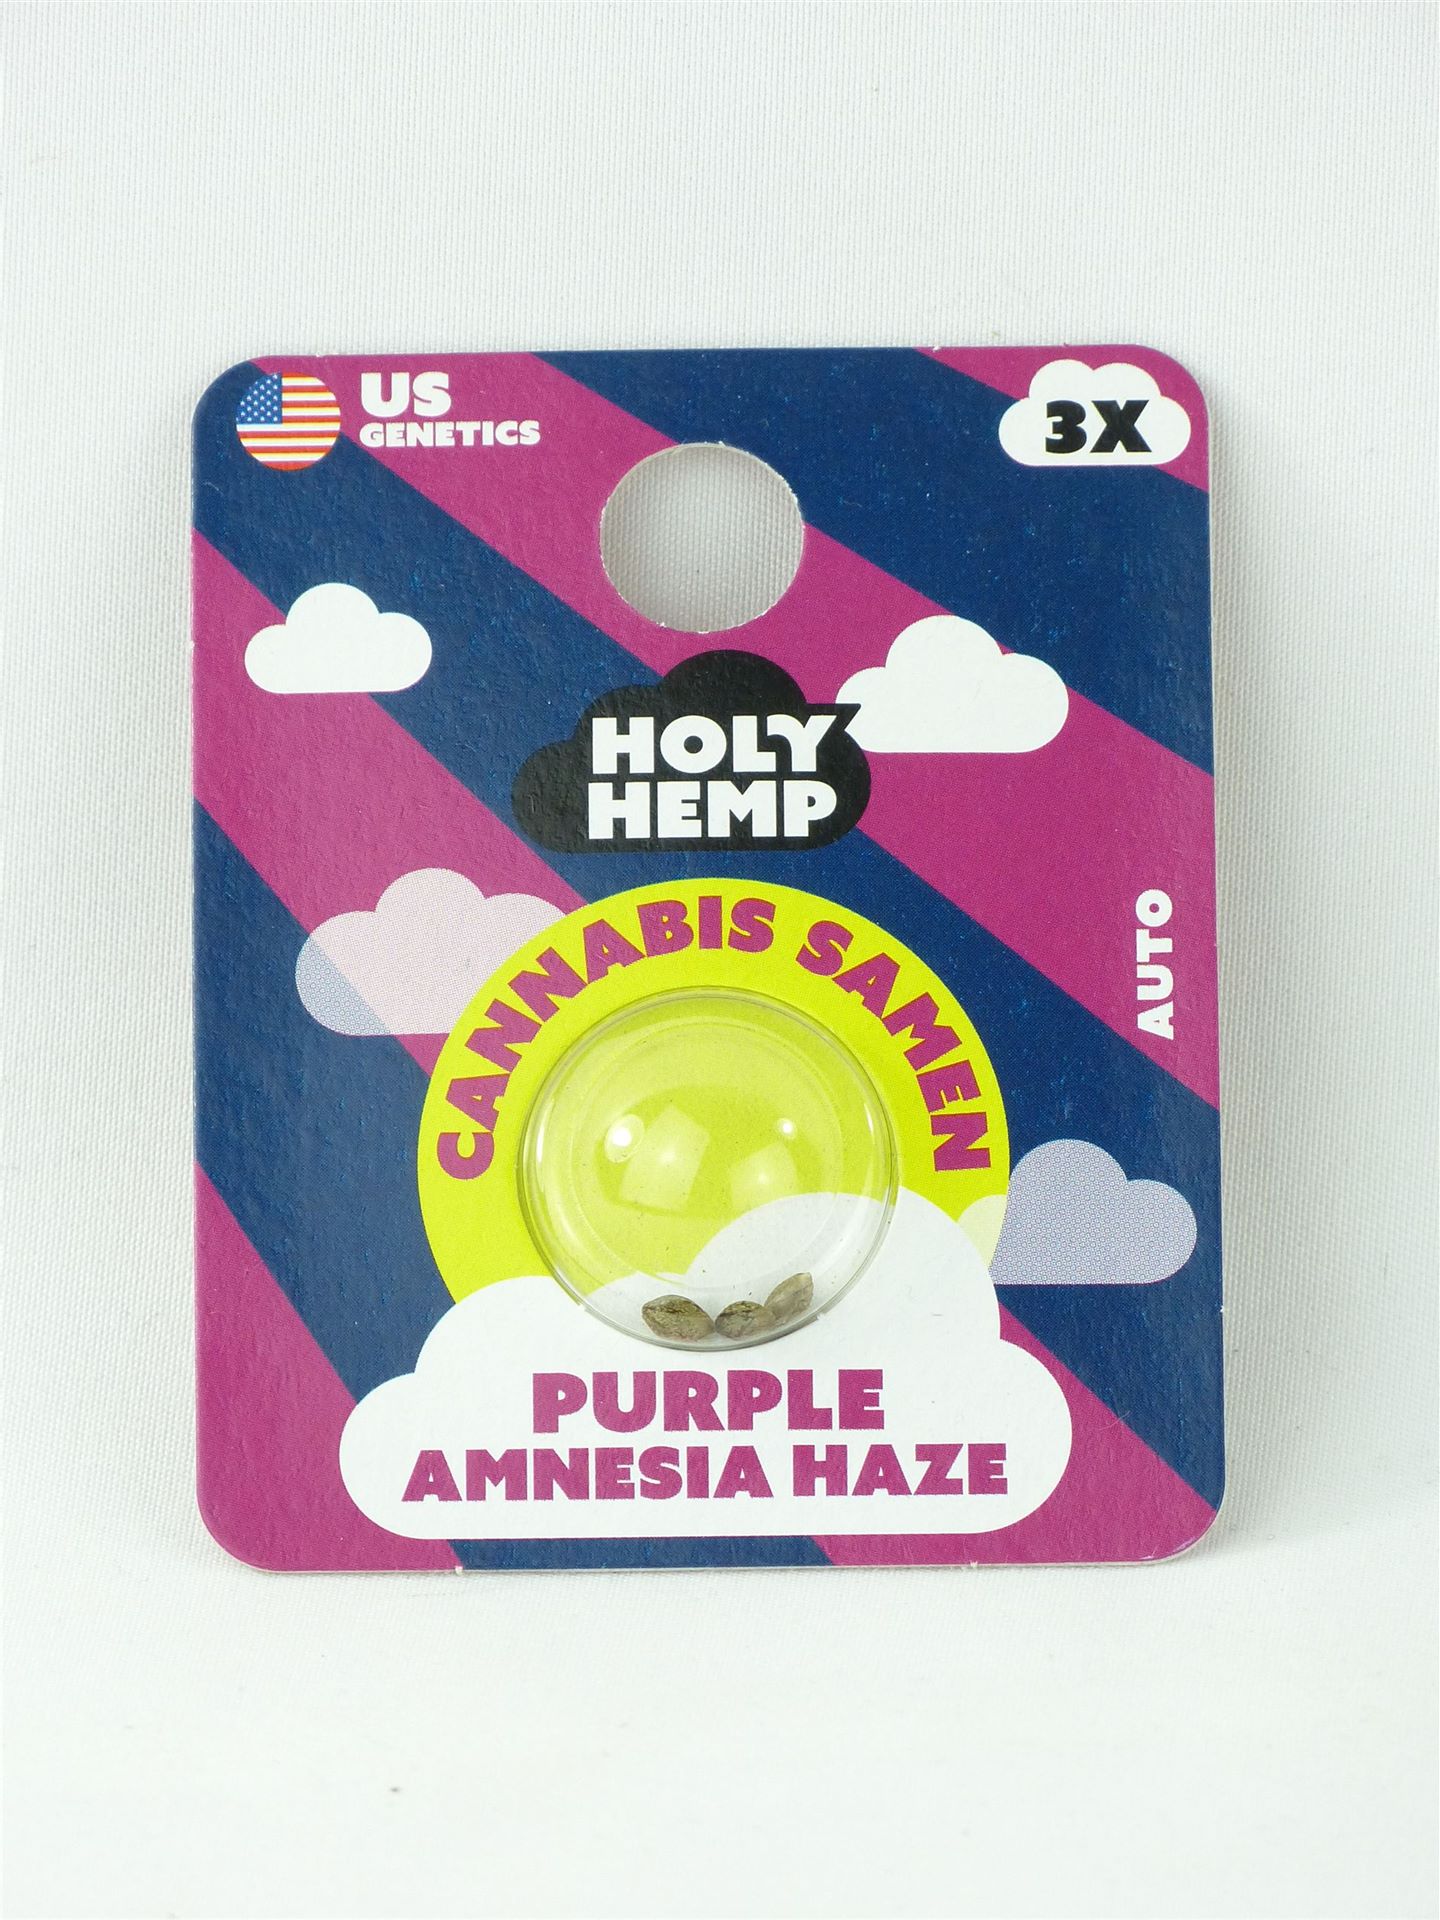 US
GENETICS
3X
HOLY
HEMP
CANNABIS SAMEN
AUTO
PURPLE
AMNESIA HAZE